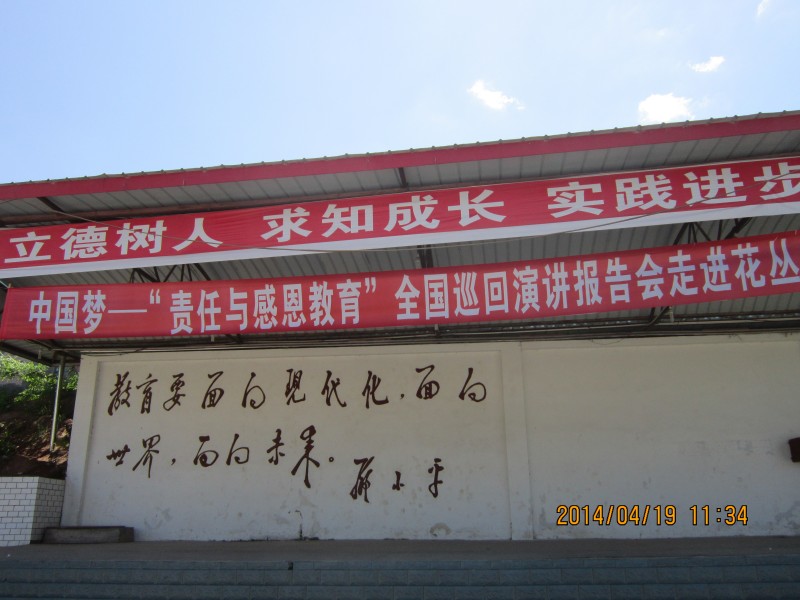 立德树人 求知成长 实践进步
中国梦——“责任与感恩教育”全国巡回演讲报告会走进花丛
教育要面向现代化，面向
世界，面向未来。邓小平
2014/04/19 11:34